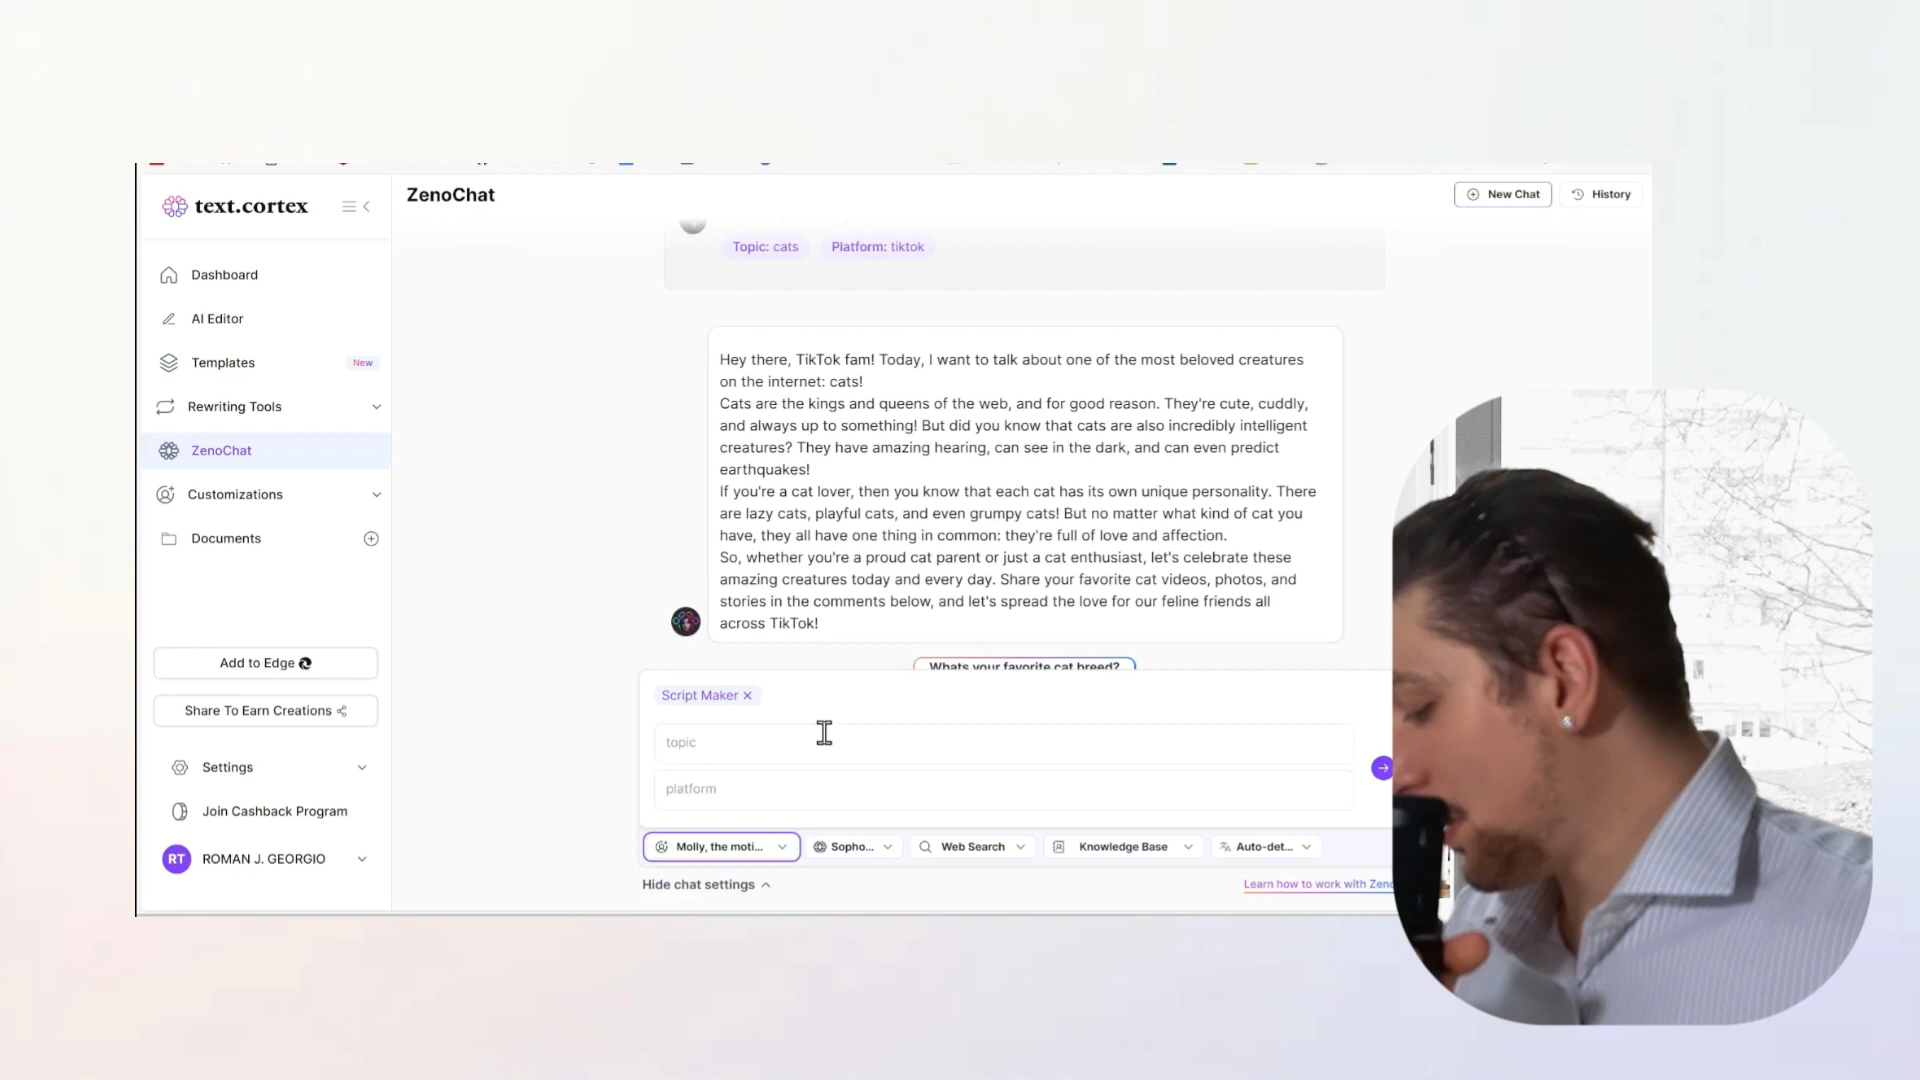 text.cortex
ZenoChat
New Chat
History
Topic: cats
Platform: tiktok
Dashboard
AI Editor
Templates
New
Rewriting Tools
ZenoChat
Customizations
Documents
Add to Edge
Share To Earn Creations
Settings
Join Cashback Program
RT
ROMAN J. GEORGIO
Hey there, TikTok fam! Today, I want to talk about one of the most beloved creatures
on the internet: cats!
Cats are the kings and queens of the web, and for good reason. They're cute, cuddly,
and always up to something! But did you know that cats are also incredibly intelligent
creatures? They have amazing hearing, can see in the dark, and can even predict
earthquakes!
If you're a cat lover, then you know that each cat has its own unique personality. There
are lazy cats, playful cats, and even grumpy cats! But no matter what kind of cat you
have, they all have one thing in common: they're full of love and affection.
So, whether you're a proud cat parent or just a cat enthusiast, let's celebrate these
amazing creatures today and every day. Share your favorite cat videos, photos, and
stories in the comments below, and let's spread the love for our feline friends all
across TikTok!
Whats your favorite cat breed?
Script Maker
topic
platform
Molly, the moti...
Sopho...
Web Search
Knowledge Base
Auto-det...
Hide chat settings
Learn how to work with Zeno